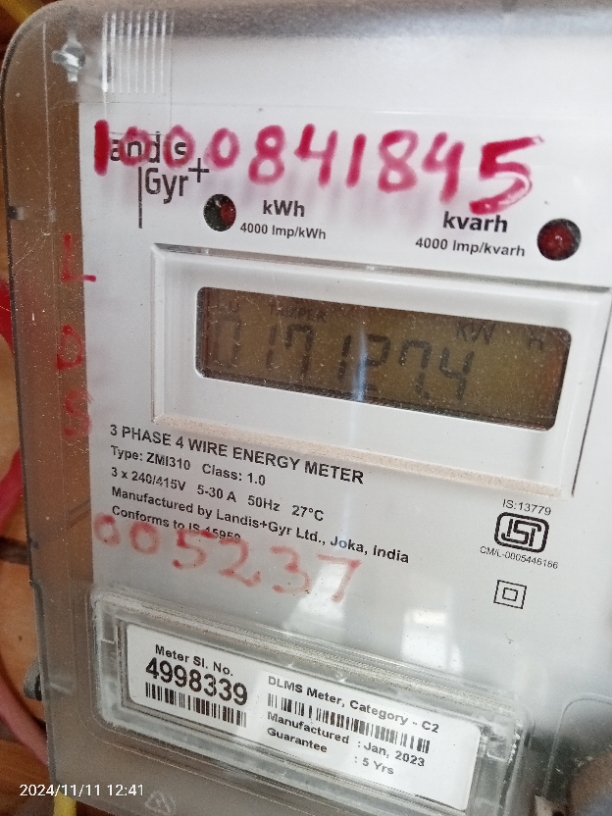 1000841845
Landis
Gyr+
kWh
4000 Imp/kWh
kvarh
4000 Imp/kvarh
L
D
S
TAMPER
KW H
3 PHASE 4 WIRE ENERGY METER
Type: ZMI310 Class: 1.0
3 x 240/415V 5-30 A 50Hz 27°C
Manufactured by Landis+Gyr Ltd., Joka, India
Conforms to IS-15959
005237
IS:13779
ISI
CM/L-0005446166
Meter Sl. No.
4998339
DLMS Meter, Category - C2
Manufactured : Jan, 2023
Guarantee : 5 Yrs
2024/11/11 12:41